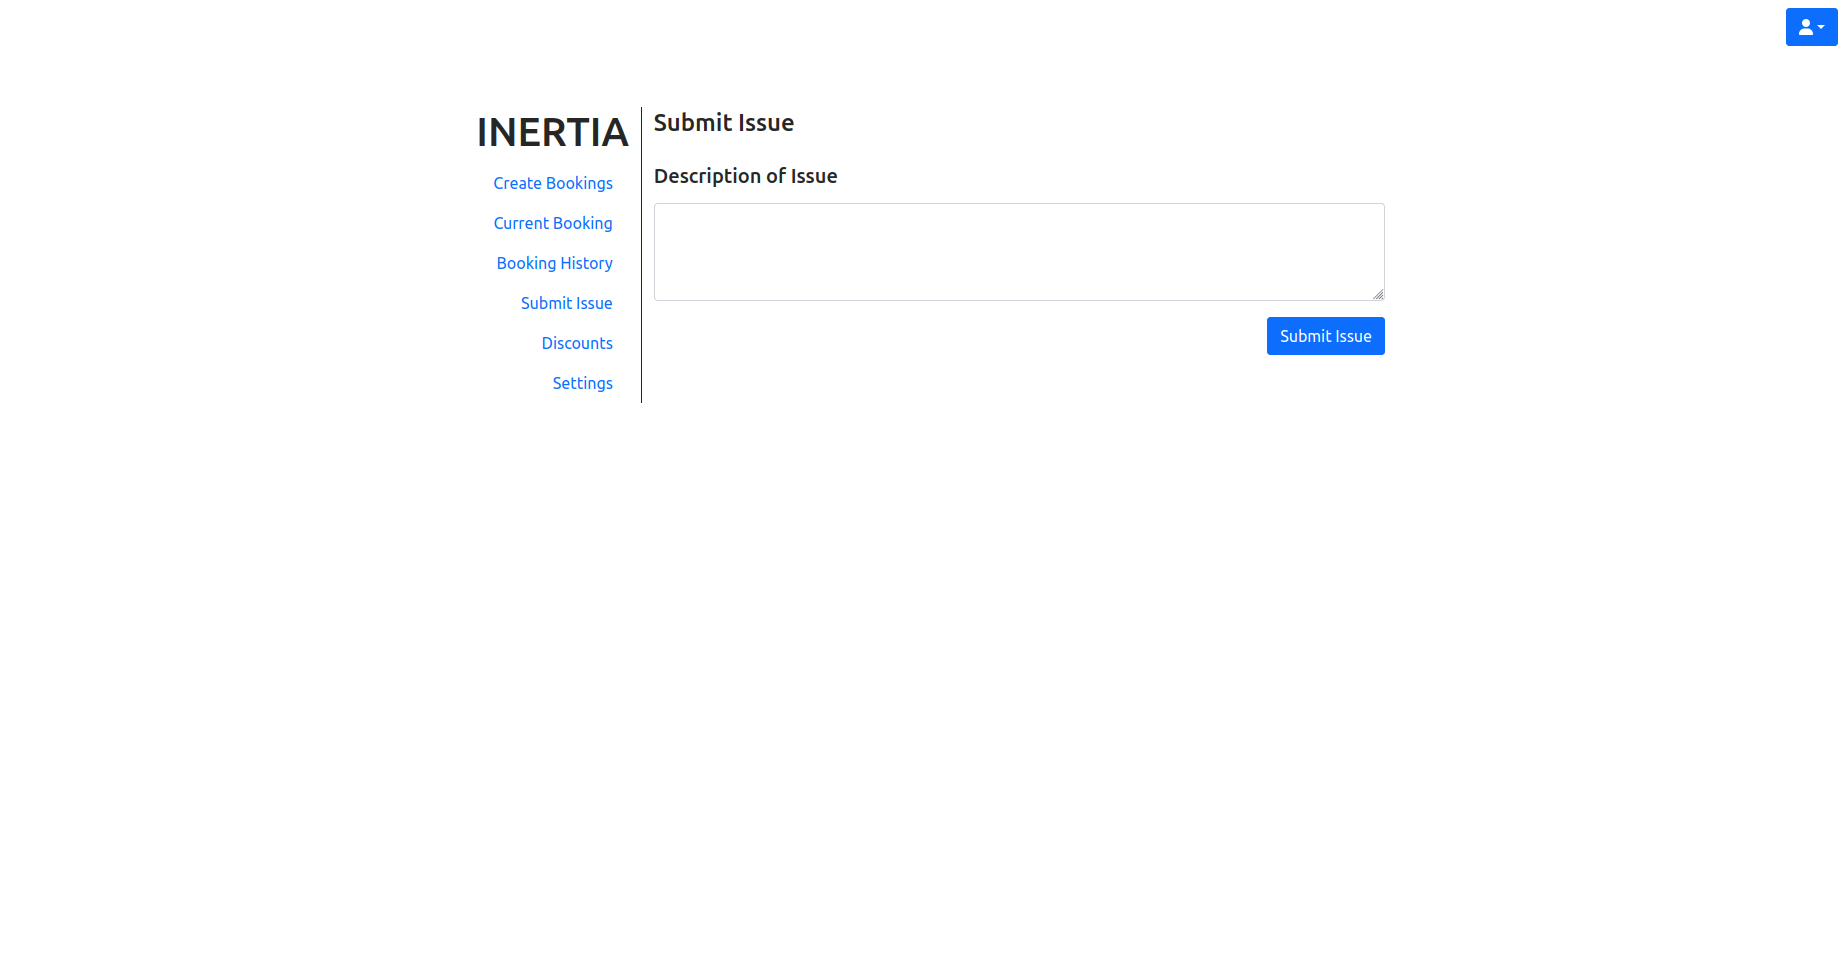 INERTIA
Create Bookings
Current Booking
Booking History
Submit Issue
Discounts
Settings
Submit Issue
Description of Issue
Submit Issue